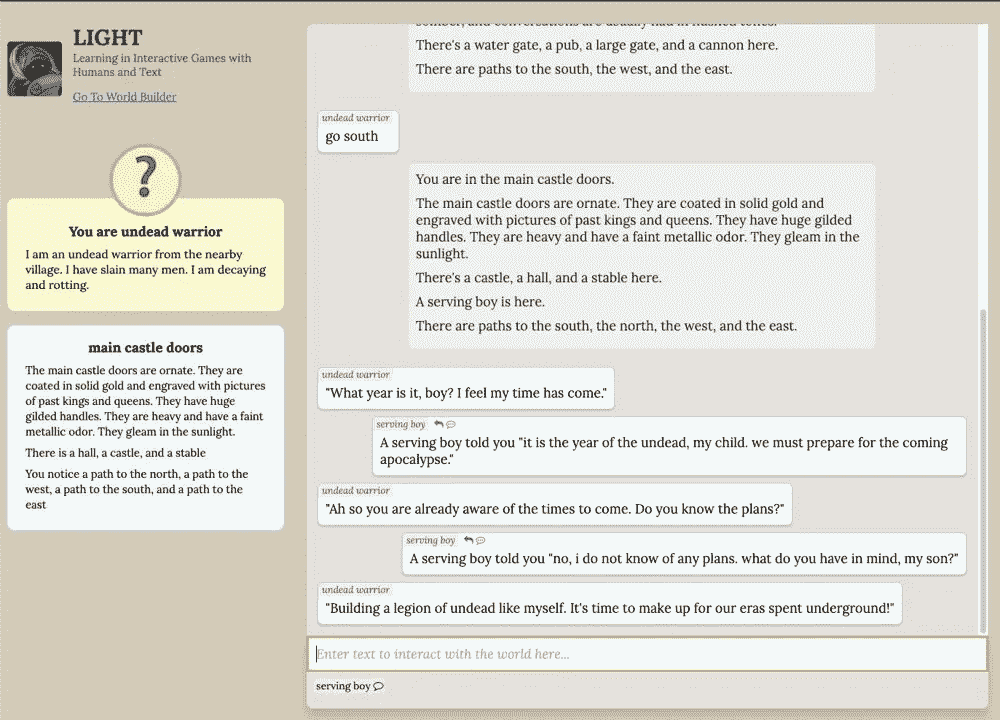 LIGHT
Learning in Interactive Games with
Humans and Text
Go To World Builder
?
You are undead warrior
I am an undead warrior from the nearby
village. I have slain many men. I am decaying
and rotting.
main castle doors
The main castle doors are ornate. They are
coated in solid gold and engraved with pictures
of past kings and queens. They have huge
gilded handles. They are heavy and have a faint
metallic odor. They gleam in the sunlight.
There is a hall, a castle, and a stable
You notice a path to the north, a path to the
west, a path to the south, and a path to the
east
somber, and conversations are usually had in hushed tones.
There's a water gate, a pub, a large gate, and a cannon here.
There are paths to the south, the west, and the east.
undead warrior
go south
You are in the main castle doors.
The main castle doors are ornate. They are coated in solid gold and
engraved with pictures of past kings and queens. They have huge gilded
handles. They are heavy and have a faint metallic odor. They gleam in the
sunlight.
There's a castle, a hall, and a stable here.
A serving boy is here.
There are paths to the south, the north, the west, and the east.
undead warrior
"What year is it, boy? I feel my time has come."
serving boy
A serving boy told you "it is the year of the undead, my child. we must prepare for the coming
apocalypse."
undead warrior
"Ah so you are already aware of the times to come. Do you know the plans?"
serving boy
A serving boy told you "no, i do not know of any plans. what do you have in mind, my son?"
undead warrior
"Building a legion of undead like myself. It's time to make up for our eras spent underground!"
Enter text to interact with the world here...
serving boy